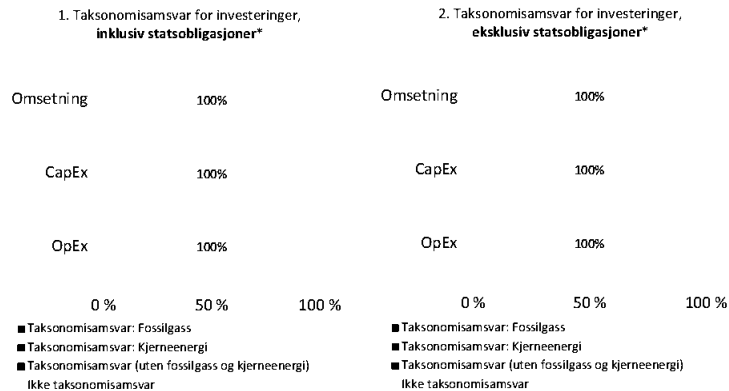 1. Taksonomisamsvar for investeringer,
inklusiv statsobligasjoner*
Omsetning 100%
CapEx 100%
OpEx 100%
0 % 50 % 100 %
Taksonomisamsvar: Fossilgass
Taksonomisamsvar: Kjerneenergi
Taksonomisamsvar (uten fossilgass og kjerneenergi)
Ikke taksonomisamsvar
2. Taksonomisamsvar for investeringer,
eksklusiv statsobligasjoner*
Omsetning 100%
CapEx 100%
OpEx 100%
0 % 50 % 100 %
Taksonomisamsvar: Fossilgass
Taksonomisamsvar: Kjerneenergi
Taksonomisamsvar (uten fossilgass og kjerneenergi)
Ikke taksonomisamsvar